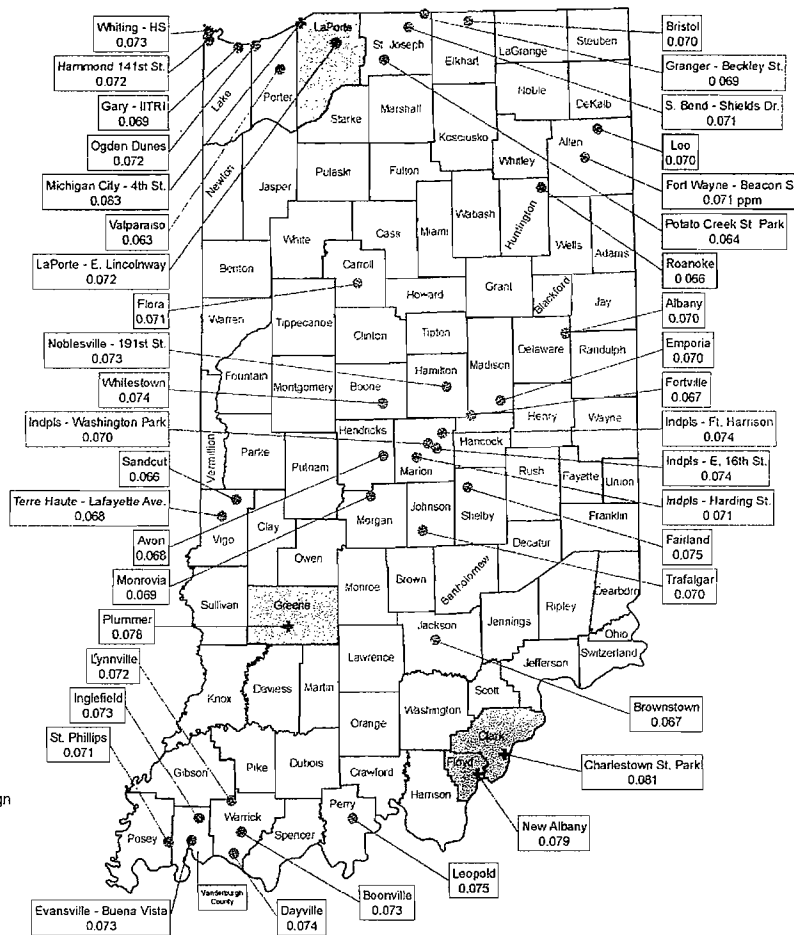 Whiting - HS
0.073
Hammond 141st St.
0.072
Gary - IITRI
0.069
Ogden Dunes
0.072
Michigan City - 4th St.
0.083
Valparaiso
0.063
LaPorte - E. Lincolnway
0.072
Flora
0.071
Noblesville - 191st St.
0.073
Whitestown
0.074
Indpls - Washington Park
0.070
Sandcut
0.066
Terre Haute - Lafayette Ave.
0.068
Avon
0.068
Monrovia
0.069
Plummer
0.078
Lynnville
0.072
Inglefield
0.073
St. Phillips
0.071
gn
Evansville - Buena Vista
0.073
Dayville
0.074
Boonville
0.073
Leopold
0.075
New Albany
0.079
Charlestown St. Park
0.081
Brownstown
0.067
Bristol
0.070
Granger - Beckley St.
0.069
S. Bend - Shields Dr.
0.071
Leo
0.070
Fort Wayne - Beacon S
0.071 ppm
Potato Creek St Park
0.064
Roanoke
0.066
Albany
0.070
Emporia
0.070
Fortville
0.067
Indpls - Ft. Harrison
0.074
Indpls - E. 16th St.
0.074
Indpls - Harding St.
0.071
Fairland
0.075
Trafalgar
0.070
LaPorte
St. Joseph
Elkhart
LaGrange
Steuben
Lake
Porter
Noble
DeKalb
Starke
Marshall
Kosciusko
Whitley
Allen
Newton
Jasper
Pulaski
Fulton
Wabash
Huntington
White
Cass
Miami
Wells
Adams
Benton
Carroll
Howard
Grant
Blackford
Jay
Warren
Tippecanoe
Clinton
Tipton
Delaware
Randolph
Fountain
Montgomery
Boone
Hamilton
Madison
Henry
Wayne
Vermillion
Parke
Putnam
Hendricks
Marion
Hancock
Rush
Fayette
Union
Vigo
Clay
Morgan
Johnson
Shelby
Franklin
Owen
Decatur
Sullivan
Greene
Monroe
Brown
Bartholomew
Jennings
Ripley
Dearborn
Ohio
Switzerland
Jackson
Jefferson
Lawrence
Knox
Daviess
Martin
Scott
Washington
Orange
Clark
Floyd
Gibson
Pike
Dubois
Crawford
Harrison
Posey
Warrick
Spencer
Perry
Vanderburgh
County